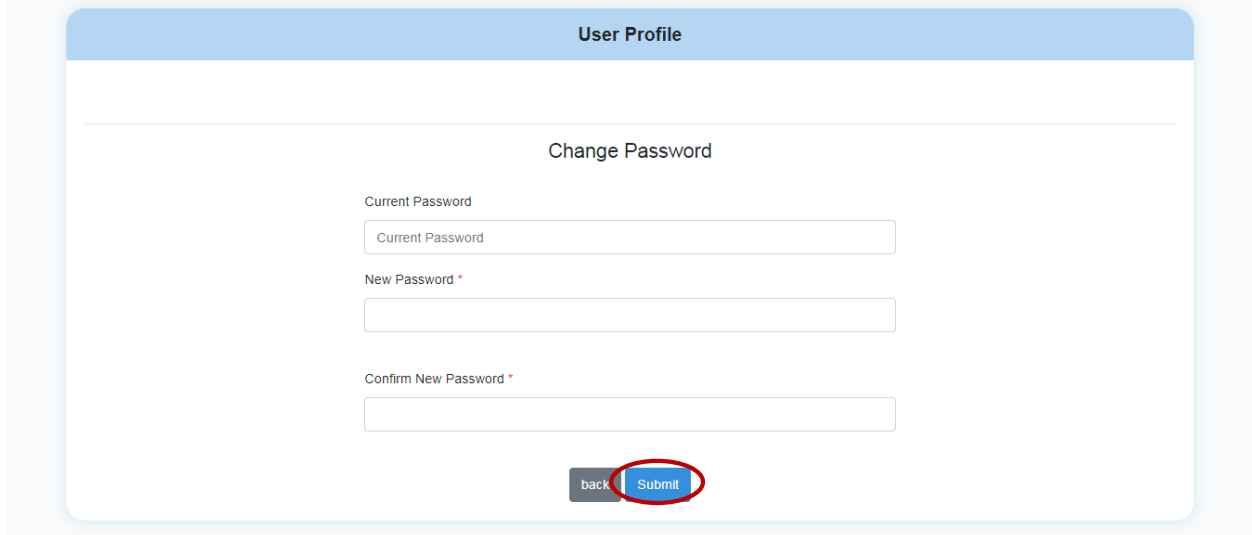 User Profile
Change Password
Current Password
Current Password
New Password *
Confirm New Password *
back Submit